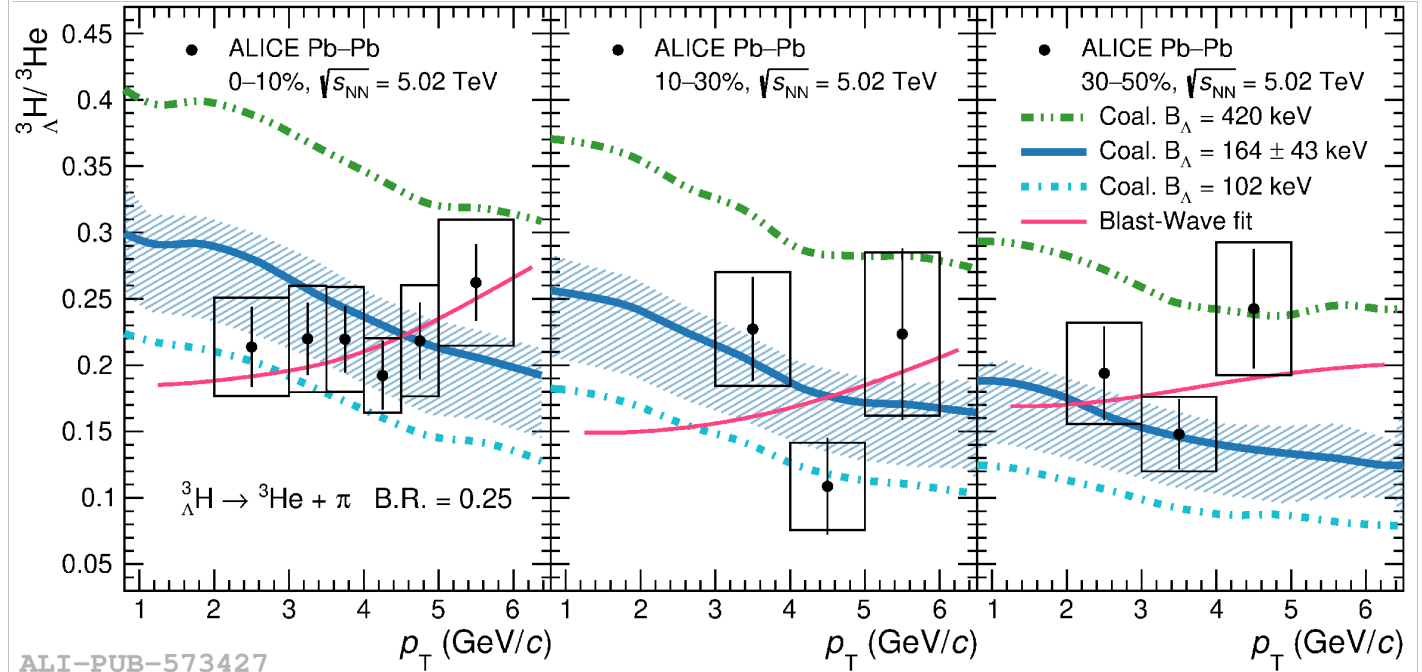 ³ΛH/ ³He
0.45
0.4
0.35
0.3
0.25
0.2
0.15
0.1
0.05
ALICE Pb–Pb
0–10%, √sNN = 5.02 TeV
³ΛH → ³He + π B.R. = 0.25
1 2 3 4 5 6
pT (GeV/c)
ALICE Pb–Pb
10–30%, √sNN = 5.02 TeV
1 2 3 4 5 6
pT (GeV/c)
ALICE Pb–Pb
30–50%, √sNN = 5.02 TeV
Coal. BΛ = 420 keV
Coal. BΛ = 164 ± 43 keV
Coal. BΛ = 102 keV
Blast-Wave fit
1 2 3 4 5 6
pT (GeV/c)
ALI-PUB-573427